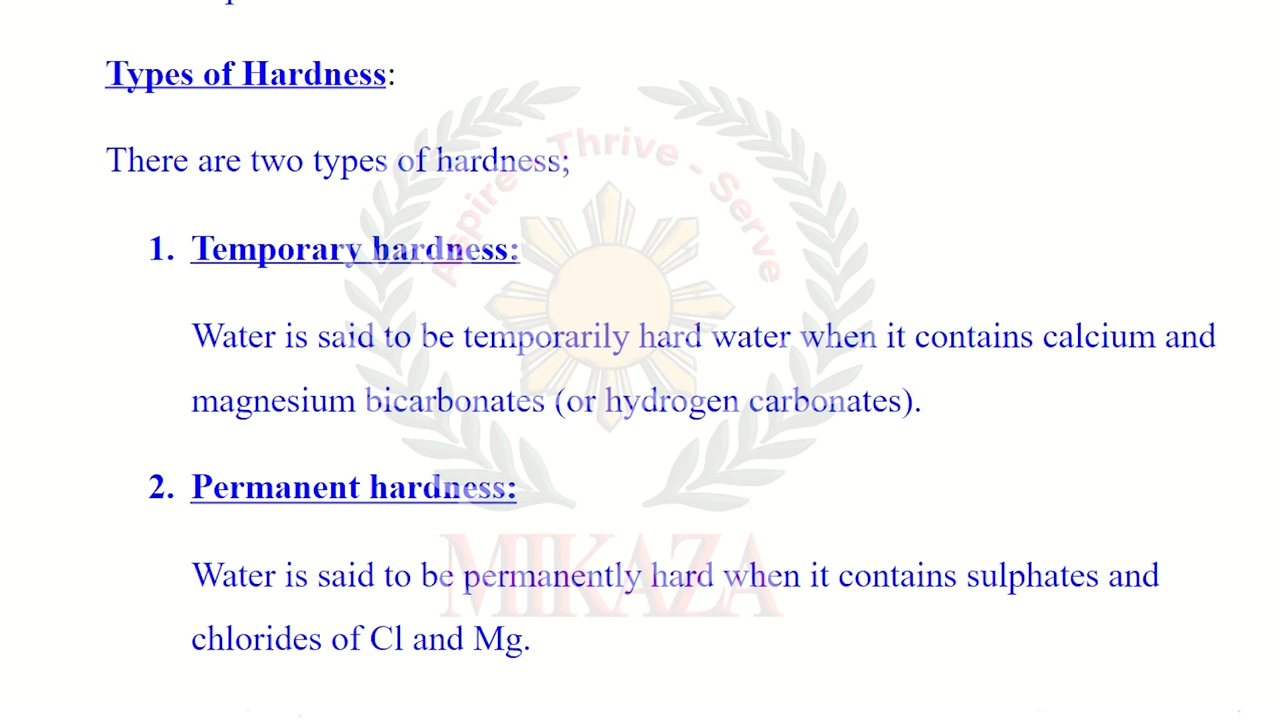 Types of Hardness:
There are two types of hardness;
Aspire - Thrive - Serve
1. Temporary hardness:
Water is said to be temporarily hard water when it contains calcium and
magnesium bicarbonates (or hydrogen carbonates).
2. Permanent hardness:
MIKAZA
Water is said to be permanently hard when it contains sulphates and
chlorides of Cl and Mg.